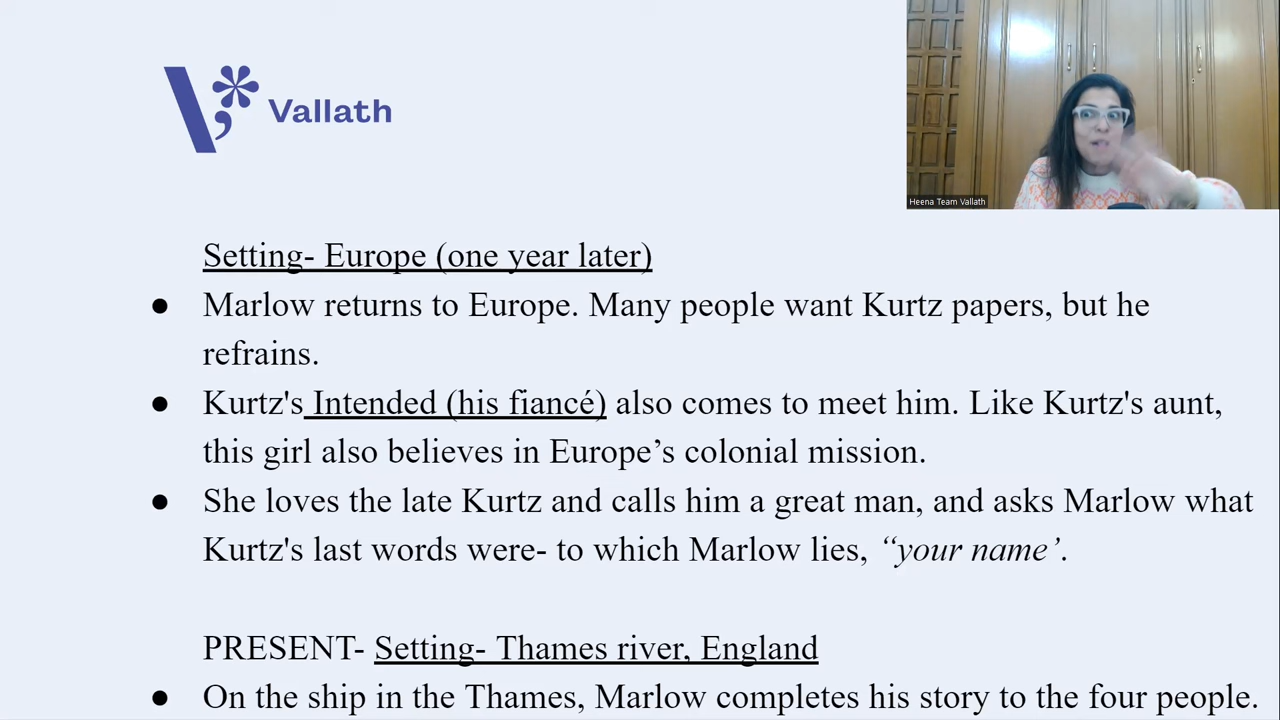 Vallath
Heena Team Vallath
Setting- Europe (one year later)
● Marlow returns to Europe. Many people want Kurtz papers, but he
refrains.
● Kurtz's Intended (his fiancé) also comes to meet him. Like Kurtz's aunt,
this girl also believes in Europe’s colonial mission.
● She loves the late Kurtz and calls him a great man, and asks Marlow what
Kurtz's last words were- to which Marlow lies, “your name’.
PRESENT- Setting- Thames river, England
● On the ship in the Thames, Marlow completes his story to the four people.